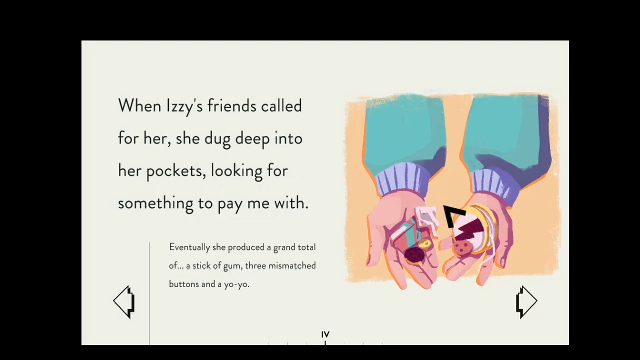 When Izzy's friends called
for her, she dug deep into
her pockets, looking for
something to pay me with.
Eventually she produced a grand total
of... a stick of gum, three mismatched
buttons and a yo-yo.
IV